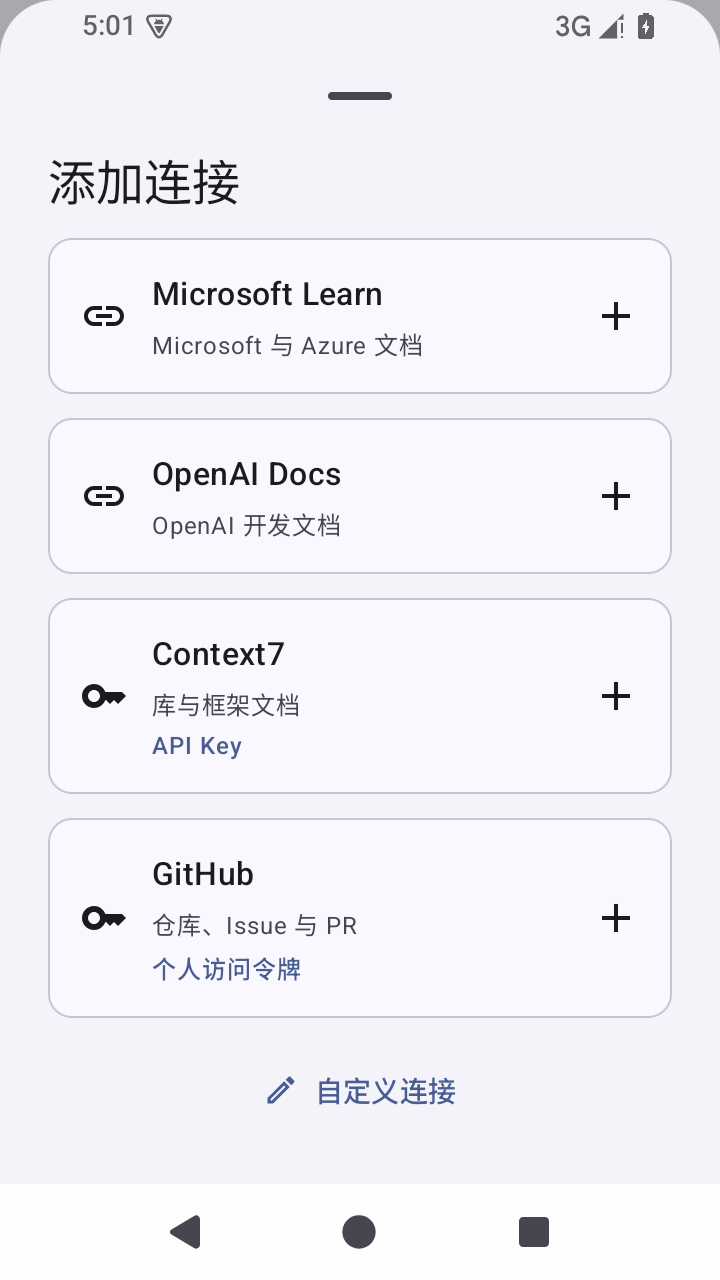 5:01
3G
添加连接
Microsoft Learn
Microsoft 与 Azure 文档
OpenAI Docs
OpenAI 开发文档
Context7
库与框架文档
API Key
GitHub
仓库、Issue 与 PR
个人访问令牌
自定义连接